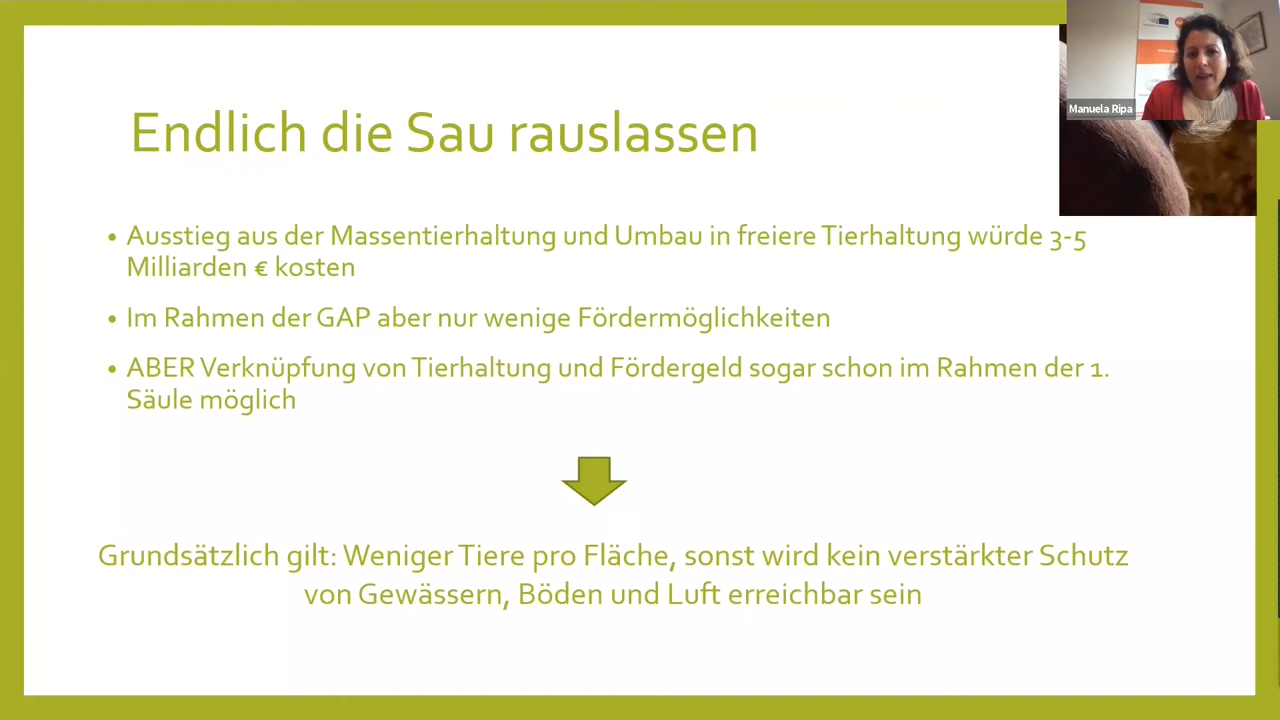 Manuela Ripa
Endlich die Sau rauslassen
• Ausstieg aus der Massentierhaltung und Umbau in freiere Tierhaltung würde 3-5
Milliarden € kosten
• Im Rahmen der GAP aber nur wenige Fördermöglichkeiten
• ABER Verknüpfung von Tierhaltung und Fördergeld sogar schon im Rahmen der 1.
Säule möglich
Grundsätzlich gilt: Weniger Tiere pro Fläche, sonst wird kein verstärkter Schutz
von Gewässern, Böden und Luft erreichbar sein